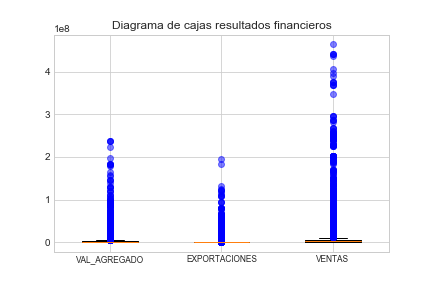 Diagrama de cajas resultados financieros
1e8
4
3
2
1
0
VAL_AGREGADO
EXPORTACIONES
VENTAS